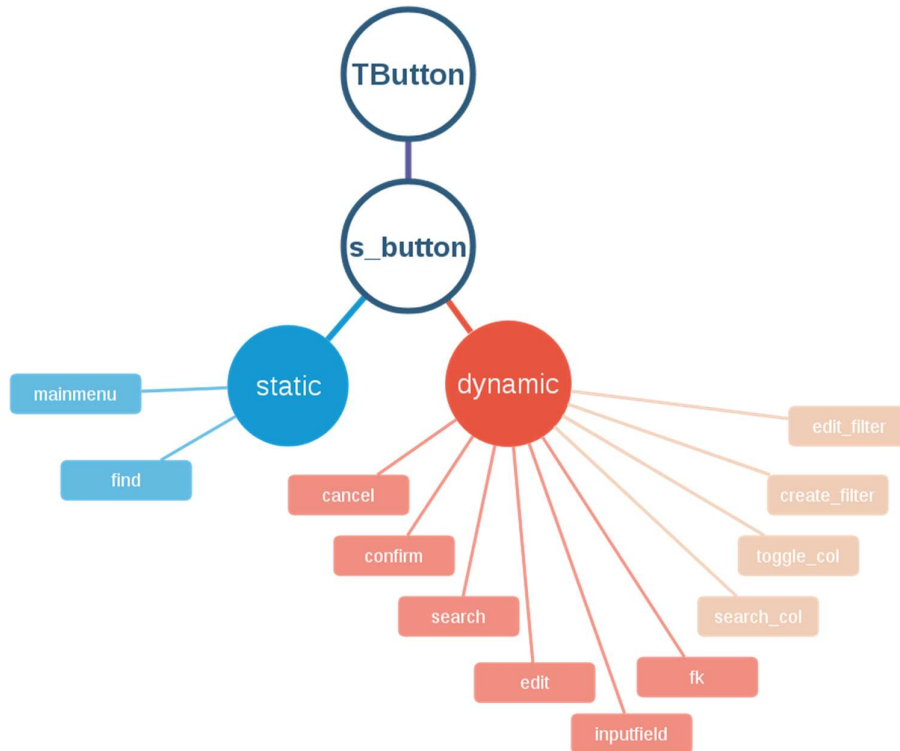 TButton
s_button
static
dynamic
mainmenu
find
edit_filter
cancel
create_filter
confirm
toggle_col
search
search_col
edit
fk
inputfield